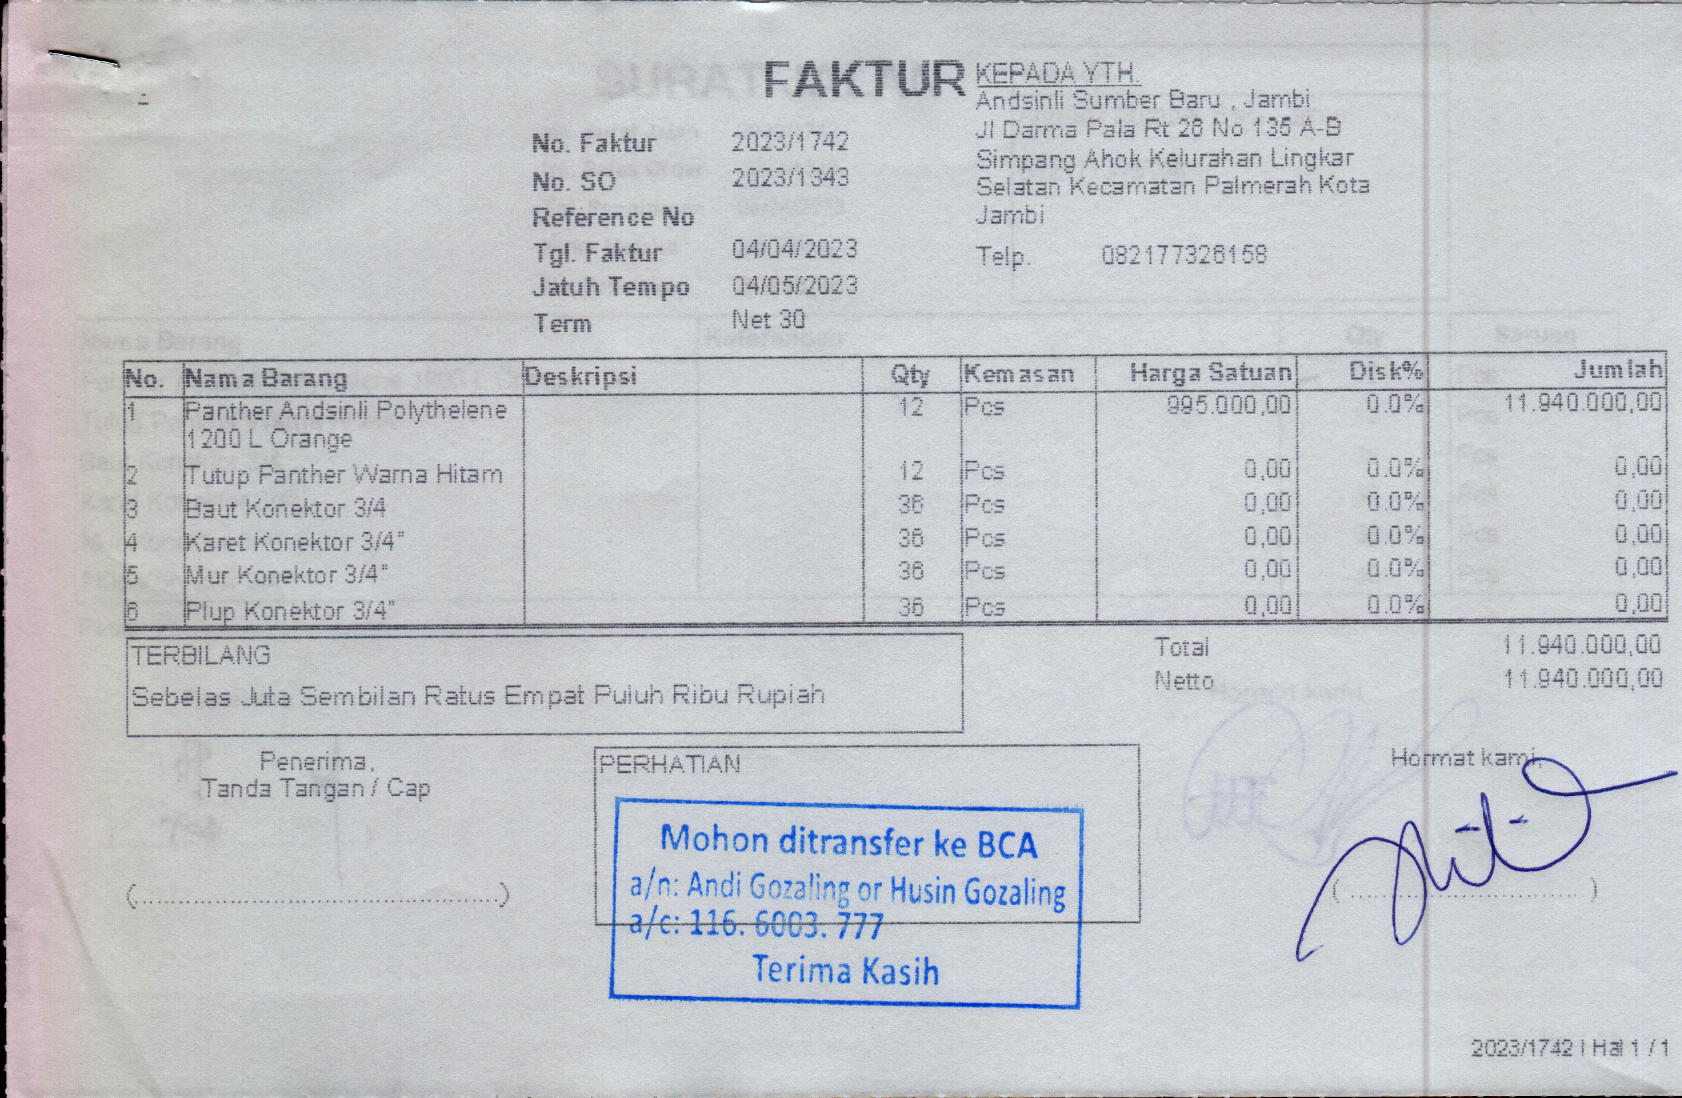 FAKTUR
No. Faktur 2023/1742
No. SO 2023/1343
Reference No
Tgl. Faktur 04/04/2023
Jatuh Tempo 04/05/2023
Term Net 30
KEPADA YTH.
Andsinli Sumber Baru , Jambi
Jl Darma Pala Rt 26 No 135 A-B
Simpang Ahok Kelurahan Lingkar
Selatan Kecamatan Palmerah Kota
Jambi
Telp. 082177326158
No. Nama Barang Deskripsi Qty Kemasan Harga Satuan Disk% Jumlah
1 Panther Andsinli Polythelene 12 Pcs 995.000,00 0.0% 11.940.000,00
1200 L Orange
2 Tutup Panther Warna Hitam 12 Pcs 0,00 0.0% 0,00
3 Baut Konektor 3/4 36 Pcs 0,00 0.0% 0,00
4 Karet Konektor 3/4" 36 Pcs 0,00 0.0% 0,00
5 Mur Konektor 3/4" 36 Pcs 0,00 0.0% 0,00
6 Plup Konektor 3/4" 36 Pcs 0,00 0.0% 0,00
TERBILANG
Sebelas Juta Sembilan Ratus Empat Puluh Ribu Rupiah
Total 11.940.000,00
Netto 11.940.000,00
Penerima,
Tanda Tangan / Cap
(..................................................)
PERHATIAN
Mohon ditransfer ke BCA
a/n: Andi Gozaling or Husin Gozaling
a/c: 116. 6003. 777
Terima Kasih
Hormat kami,
( ............................... )
2023/1742 | Hal 1 / 1